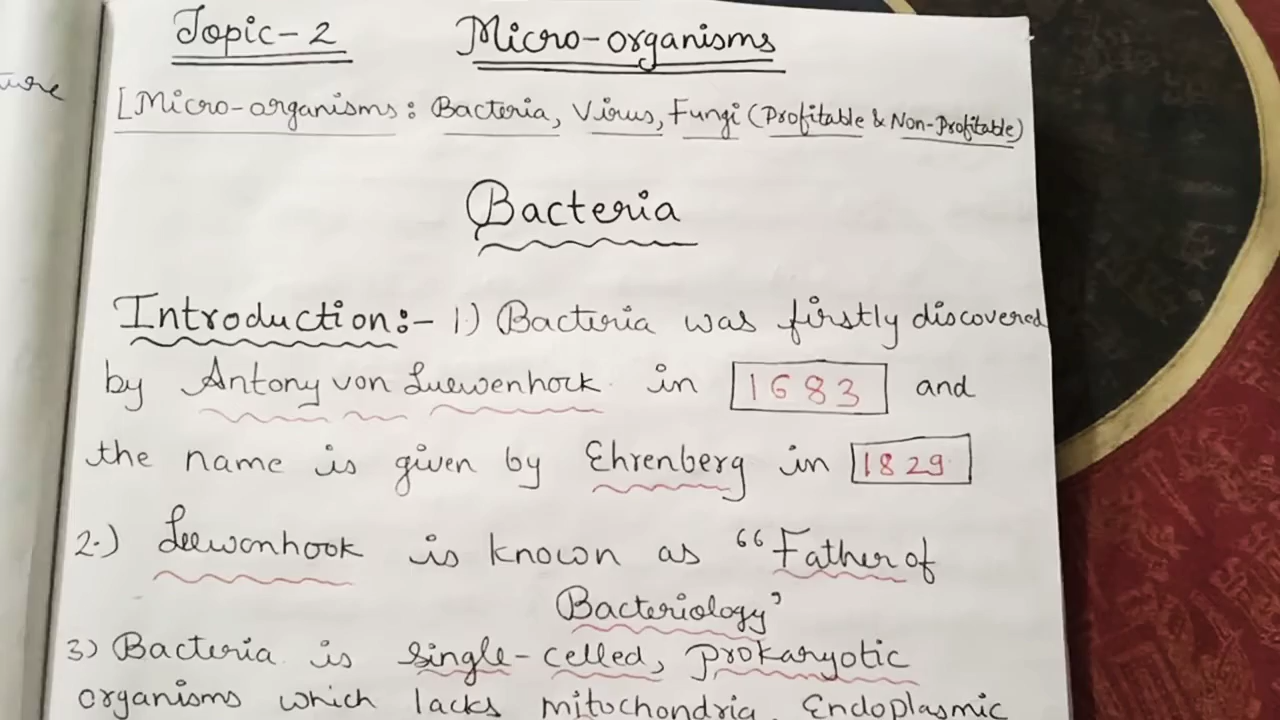 Topic-2 Micro-organisms
[Micro-organisms: Bacteria, Virus, Fungi (Profitable & Non-Profitable)
Bacteria
Introduction:- 1.) Bacteria was firstly discovered
by Antony von Luewenhock in 1683 and
the name is given by Ehrenberg in 1829
2.) Leewonhook is known as “Father of
Bacteriology’
3) Bacteria is single-celled, prokaryotic
organisms which lacks mitochondria, Endoplasmic